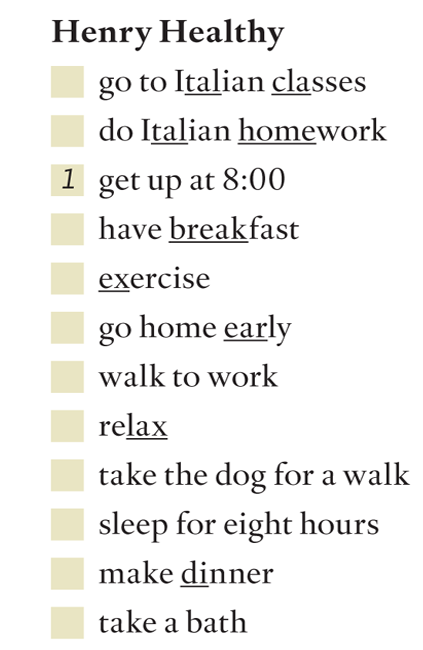 Henry Healthy
go to Italian classes
do Italian homework
1 get up at 8:00
have breakfast
exercise
go home early
walk to work
relax
take the dog for a walk
sleep for eight hours
make dinner
take a bath